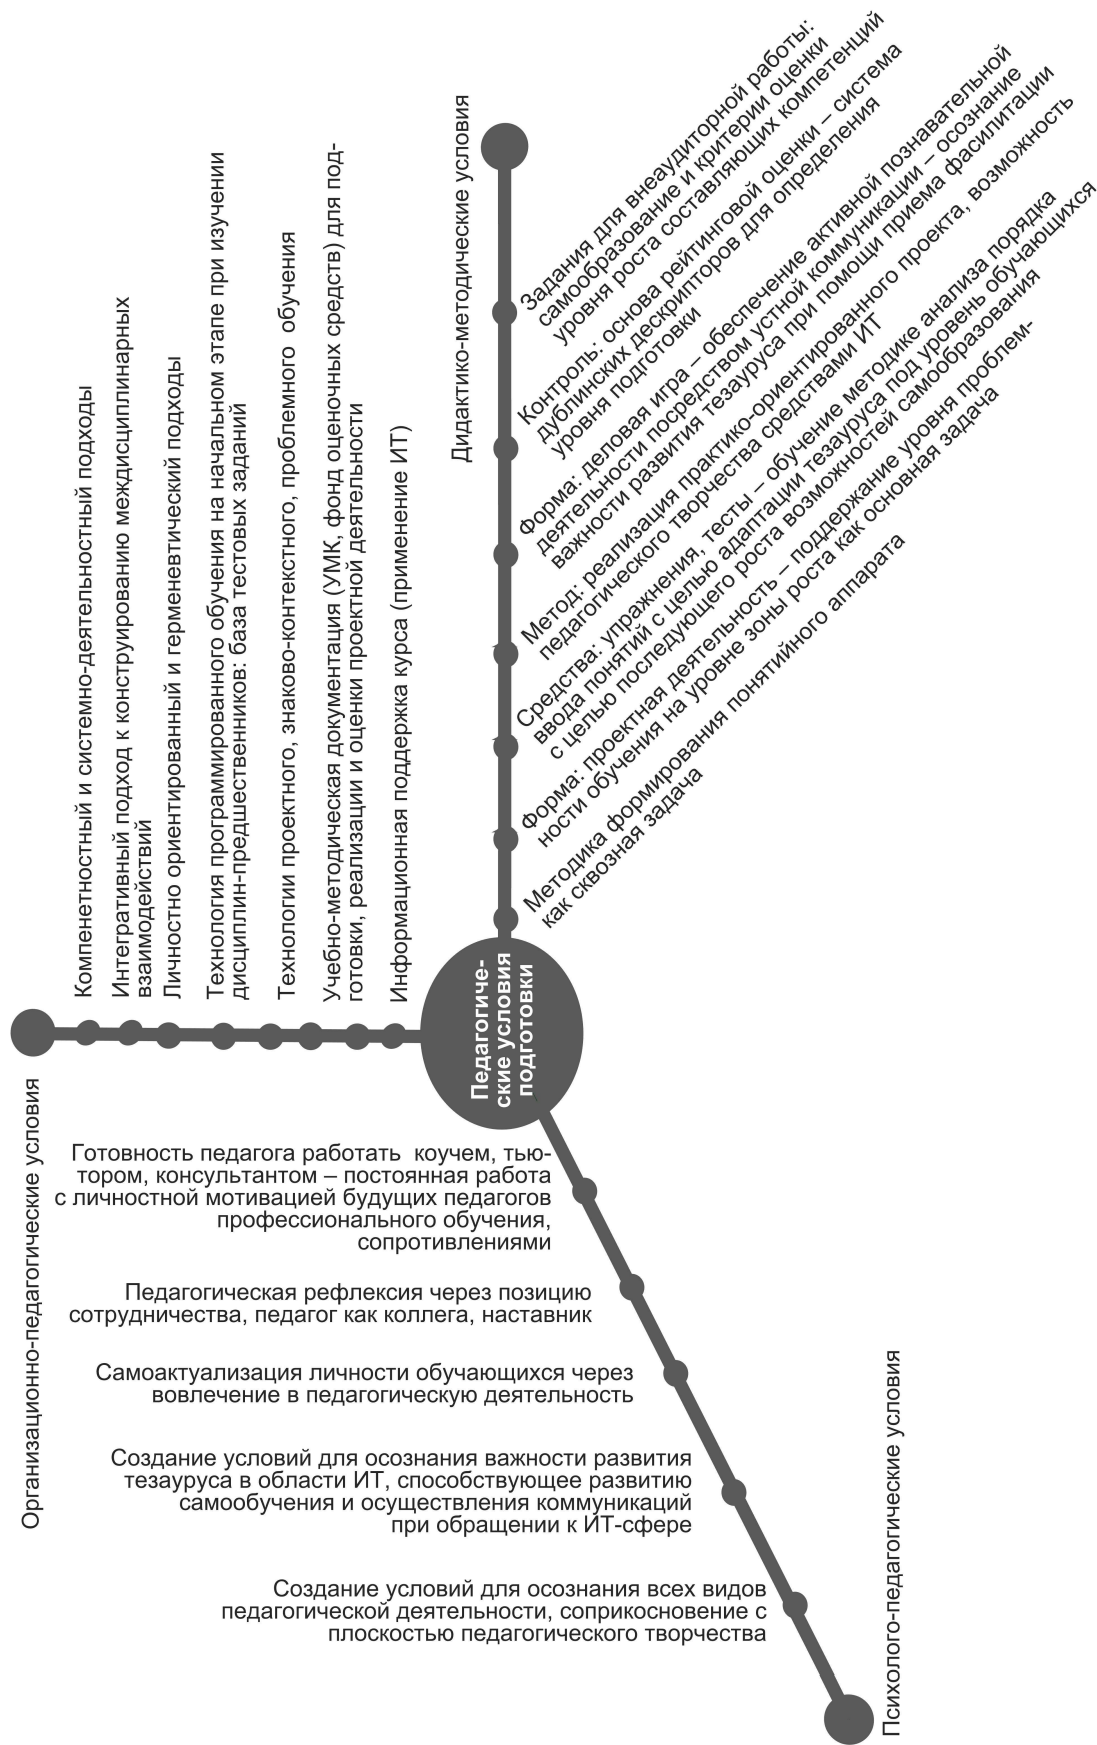 Педагогиче-
ские условия
подготовки
Организационно-педагогические условия
Компенетностный и системно-деятельностный подходы
Интегративный подход к конструированию междисциплинарных
взаимодействий
Личностно ориентированный и герменевтический подходы
Технология программированного обучения на начальном этапе при изучении
дисциплин-предшественников: база тестовых заданий
Технологии проектного, знаково-контекстного, проблемного обучения
Учебно-методическая документация (УМК, фонд оценочных средств) для под-
готовки, реализации и оценки проектной деятельности
Информационная поддержка курса (применение ИТ)
Дидактико-методические условия
Задания для внеаудиторной работы:
самообразование и критерии оценки
уровня роста составляющих компетенций
Контроль: основа рейтинговой оценки – система
дублинских дескрипторов для определения
уровня подготовки
Форма: деловая игра – обеспечение активной познавательной
деятельности посредством устной коммуникации – осознание
важности развития тезауруса при помощи приема фасилитации
Метод: реализация практико-ориентированного проекта, возможность
педагогического творчества средствами ИТ
Средства: упражнения, тесты – обучение методике анализа порядка
ввода понятий с целью адаптации тезауруса под уровень обучающихся
с целью последующего роста возможностей самообразования
Форма: проектная деятельность – поддержание уровня проблем-
ности обучения на уровне зоны роста как основная задача
Методика формирования понятийного аппарата
как сквозная задача
Готовность педагога работать коучем, тью-
тором, консультантом – постоянная работа
с личностной мотивацией будущих педагогов
профессионального обучения,
сопротивлениями
Педагогическая рефлексия через позицию
сотрудничества, педагог как коллега, наставник
Самоактуализация личности обучающихся через
вовлечение в педагогическую деятельность
Создание условий для осознания важности развития
тезауруса в области ИТ, способствующее развитию
самообучения и осуществления коммуникаций
при обращении к ИТ-сфере
Создание условий для осознания всех видов
педагогической деятельности, соприкосновение с
плоскостью педагогического творчества
Психолого-педагогические условия